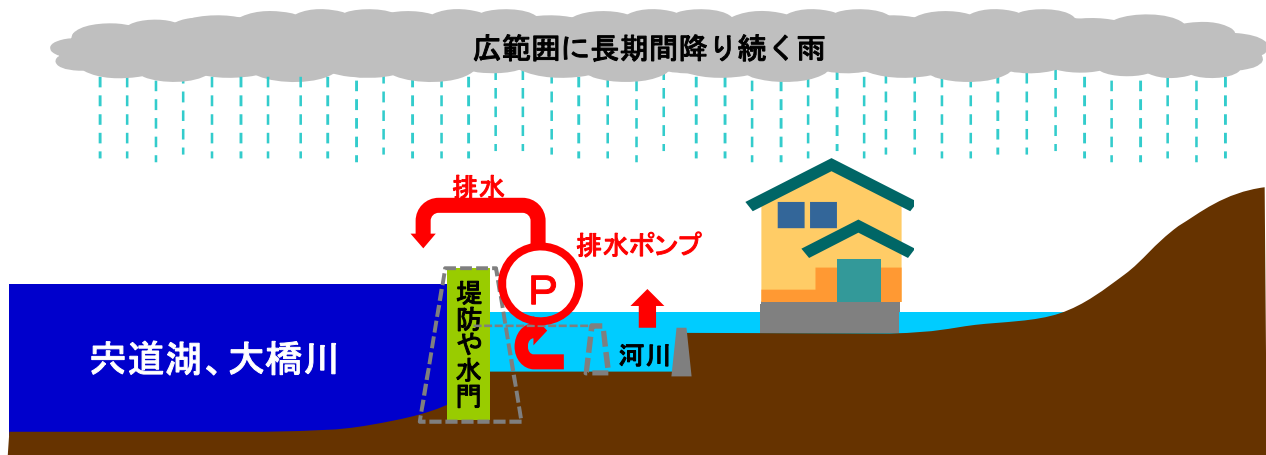 広範囲に長期間降り続く雨
排水
排水ポンプ
P
堤防や水門
河川
宍道湖、大橋川